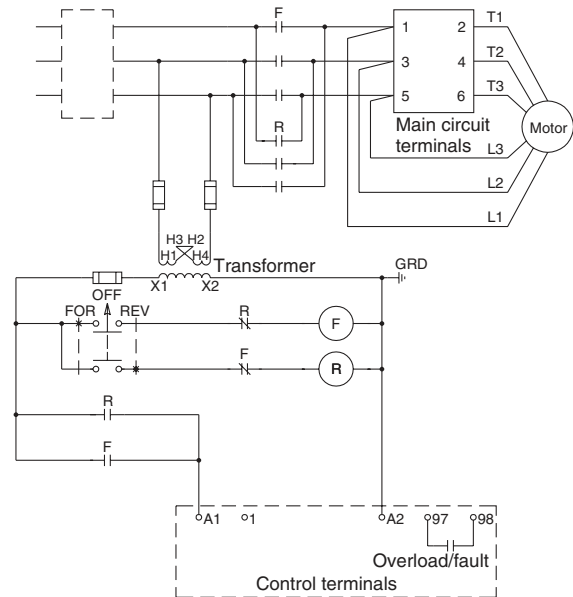 F
1 2 T1
3 4 T2
5 6 T3
Motor
R
Main circuit
terminals
L3
L2
L1
H3 H2
H1 H4
Transformer
X1 X2
GRD
OFF
FOR REV
R
F
F
R
R
F
A1 1 A2 97 98
Overload/fault
Control terminals